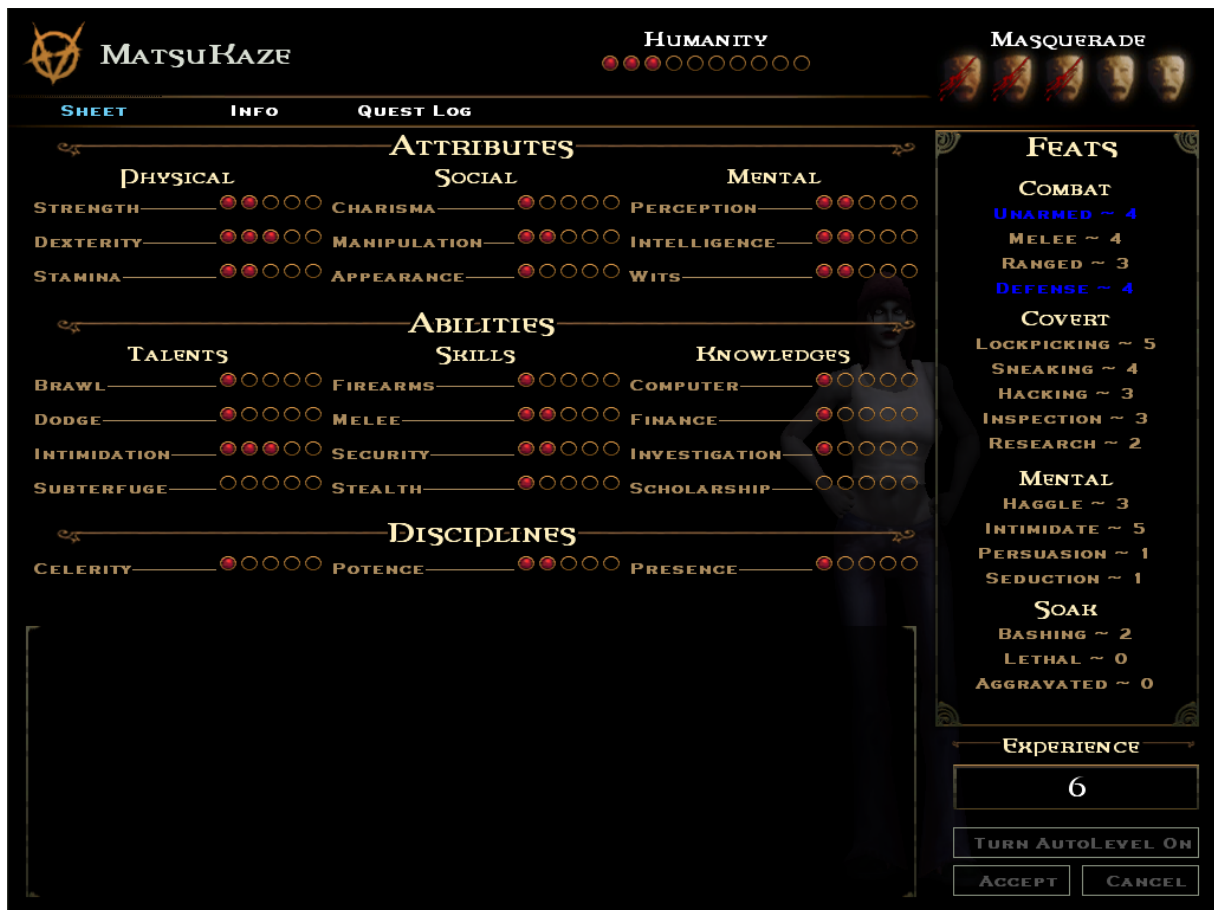 MatsuKaze
Humanity
Masquerade
Sheet Info Quest Log
Attributes
Physical Social Mental
Strength Charisma Perception
Dexterity Manipulation Intelligence
Stamina Appearance Wits
Abilities
Talents Skills Knowledges
Brawl Firearms Computer
Dodge Melee Finance
Intimidation Security Investigation
Subterfuge Stealth Scholarship
Disciplines
Celerity Potence Presence
Feats
Combat
Unarmed ~ 4
Melee ~ 4
Ranged ~ 3
Defense ~ 4
Covert
Lockpicking ~ 5
Sneaking ~ 4
Hacking ~ 3
Inspection ~ 3
Research ~ 2
Mental
Haggle ~ 3
Intimidate ~ 5
Persuasion ~ 1
Seduction ~ 1
Soak
Bashing ~ 2
Lethal ~ 0
Aggravated ~ 0
Experience
6
Turn AutoLevel On
Accept Cancel